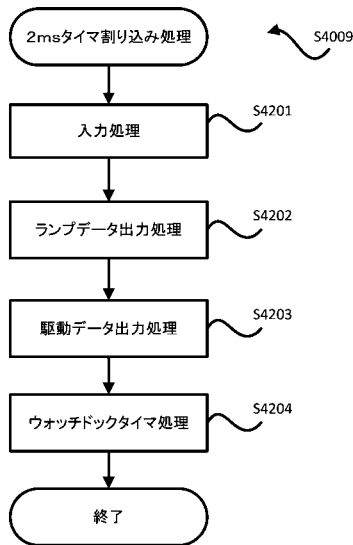 2msタイマ割り込み処理
S4009
入力処理
S4201
ランプデータ出力処理
S4202
駆動データ出力処理
S4203
ウォッチドックタイマ処理
S4204
終了